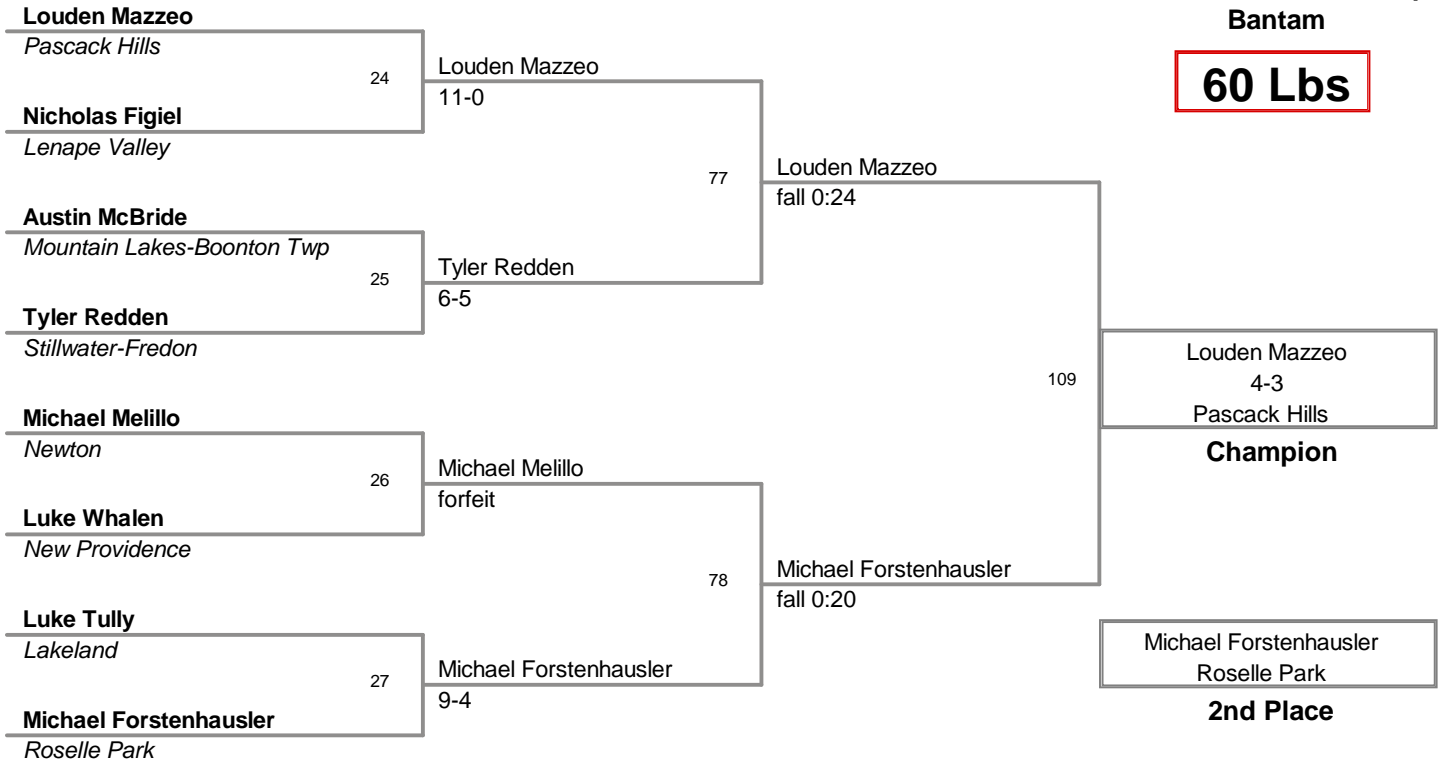 Louden Mazzeo
Pascack Hills
24
Nicholas Figiel
Lenape Valley
Austin McBride
Mountain Lakes-Boonton Twp
25
Tyler Redden
Stillwater-Fredon
Michael Melillo
Newton
26
Luke Whalen
New Providence
Luke Tully
Lakeland
27
Michael Forstenhausler
Roselle Park
Louden Mazzeo
11-0
77
Tyler Redden
6-5
Michael Melillo
forfeit
78
Michael Forstenhausler
9-4
Louden Mazzeo
fall 0:24
109
Michael Forstenhausler
fall 0:20
Bantam
60 Lbs
Louden Mazzeo
4-3
Pascack Hills
Champion
Michael Forstenhausler
Roselle Park
2nd Place